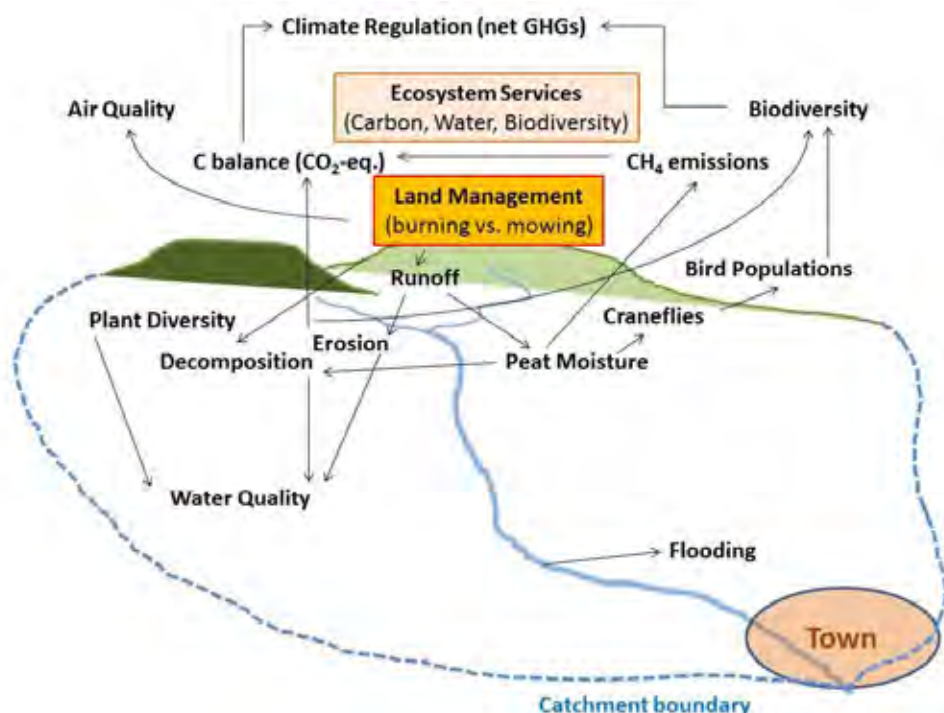 Climate Regulation (net GHGs)
Ecosystem Services
(Carbon, Water, Biodiversity)
Air Quality
Biodiversity
C balance (CO₂-eq.)
CH₄ emissions
Land Management
(burning vs. mowing)
Runoff
Bird Populations
Plant Diversity
Craneflies
Erosion
Decomposition
Peat Moisture
Water Quality
Flooding
Town
Catchment boundary